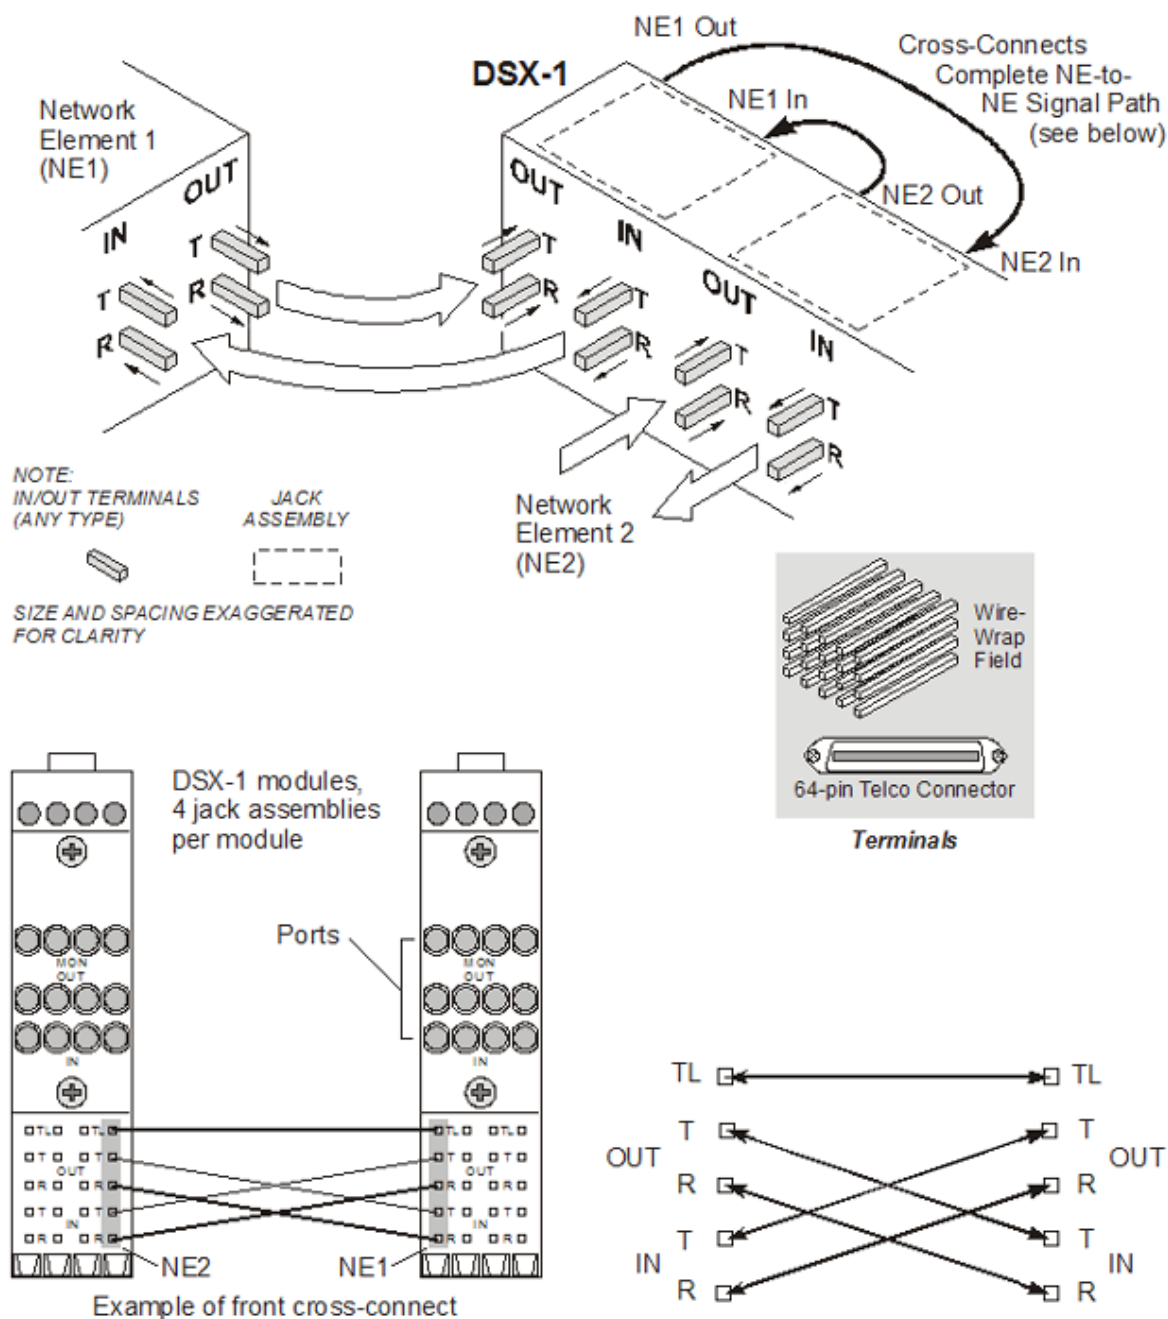 NE1 Out
Cross-Connects
Complete NE-to-
NE Signal Path
(see below)
DSX-1
NE1 In
NE2 Out
NE2 In
Network
Element 1
(NE1)
OUT
IN
T
R
T
R
OUT
IN
OUT
IN
T
R
T
R
T
R
T
R
Network
Element 2
(NE2)
NOTE:
IN/OUT TERMINALS
(ANY TYPE)
JACK
ASSEMBLY
SIZE AND SPACING EXAGGERATED
FOR CLARITY
Wire-
Wrap
Field
64-pin Telco Connector
Terminals
DSX-1 modules,
4 jack assemblies
per module
Ports
MON
OUT
IN
TL TL
T T
OUT
R R
T T
IN
R R
MON
OUT
IN
TL TL
T T
OUT
R R
T T
IN
R R
NE2
NE1
Example of front cross-connect
TL TL
T T
OUT OUT
R R
T T
IN IN
R R